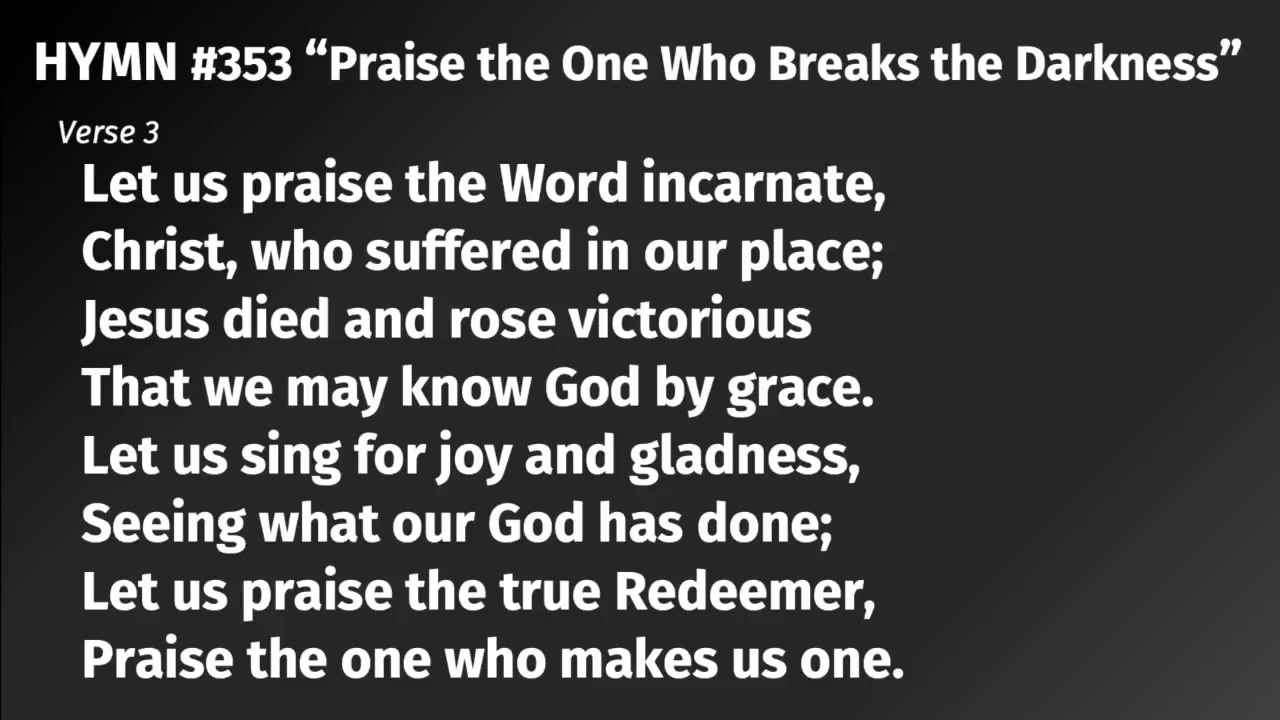 HYMN #353 “Praise the One Who Breaks the Darkness”
Verse 3
Let us praise the Word incarnate,
Christ, who suffered in our place;
Jesus died and rose victorious
That we may know God by grace.
Let us sing for joy and gladness,
Seeing what our God has done;
Let us praise the true Redeemer,
Praise the one who makes us one.